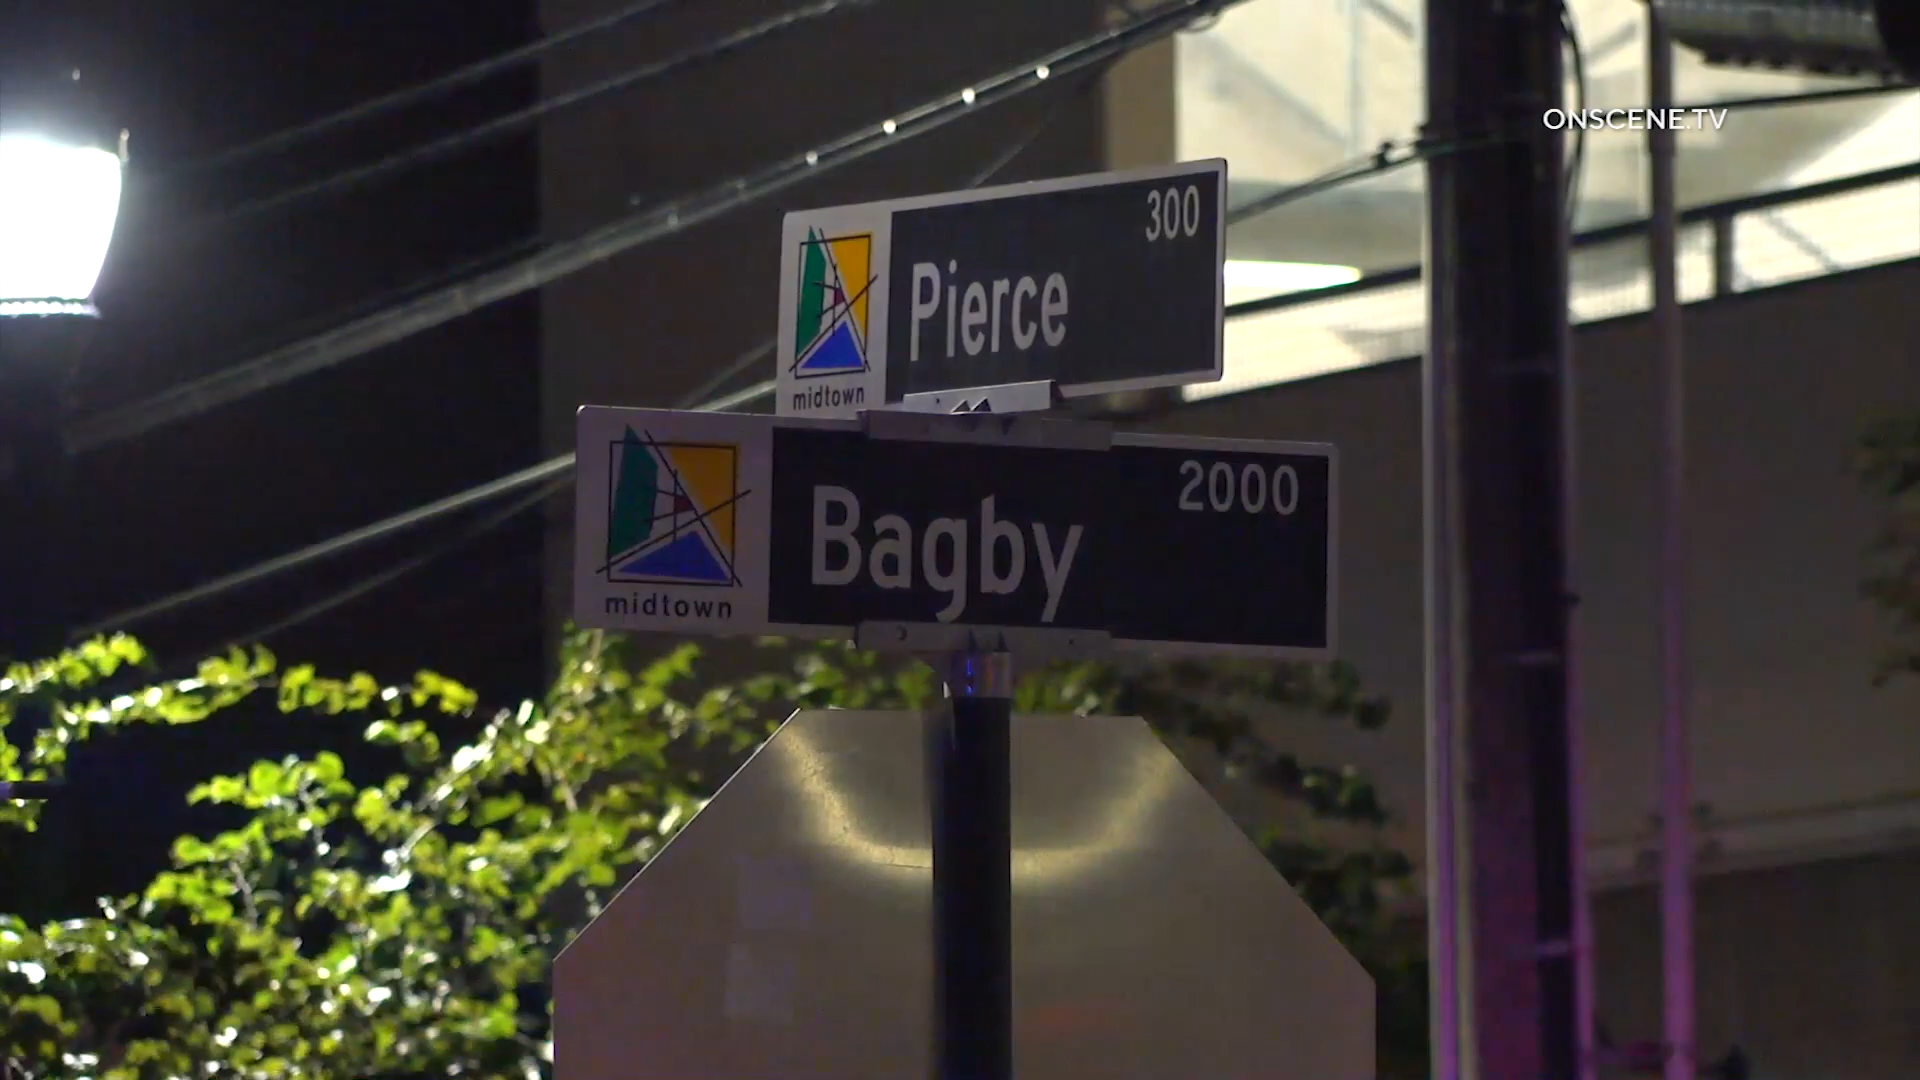 ONSCENE.TV
300
Pierce
midtown
2000
Bagby
midtown